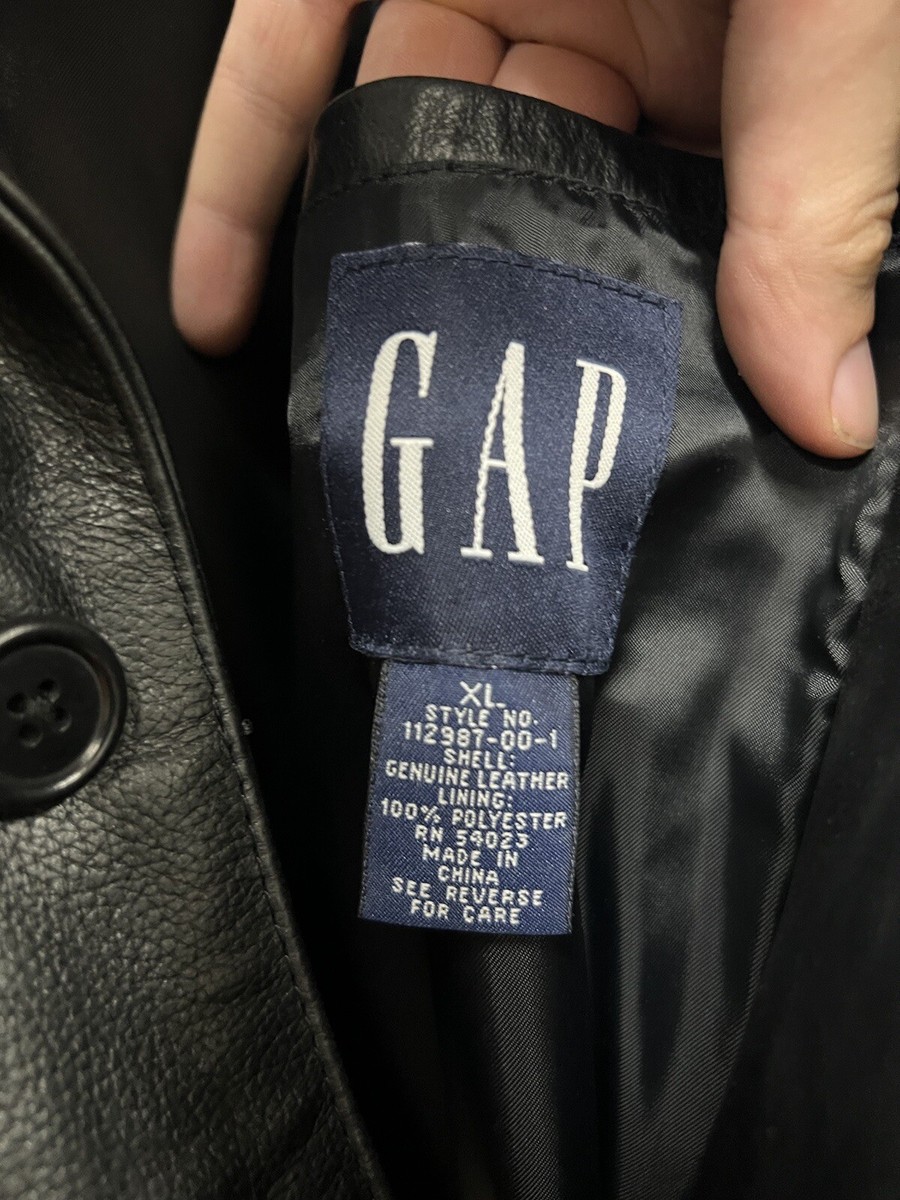 GAP
XL
STYLE NO.
112987-00-1
SHELL:
GENUINE LEATHER
LINING:
100% POLYESTER
RN 54023
MADE IN
CHINA
SEE REVERSE
FOR CARE